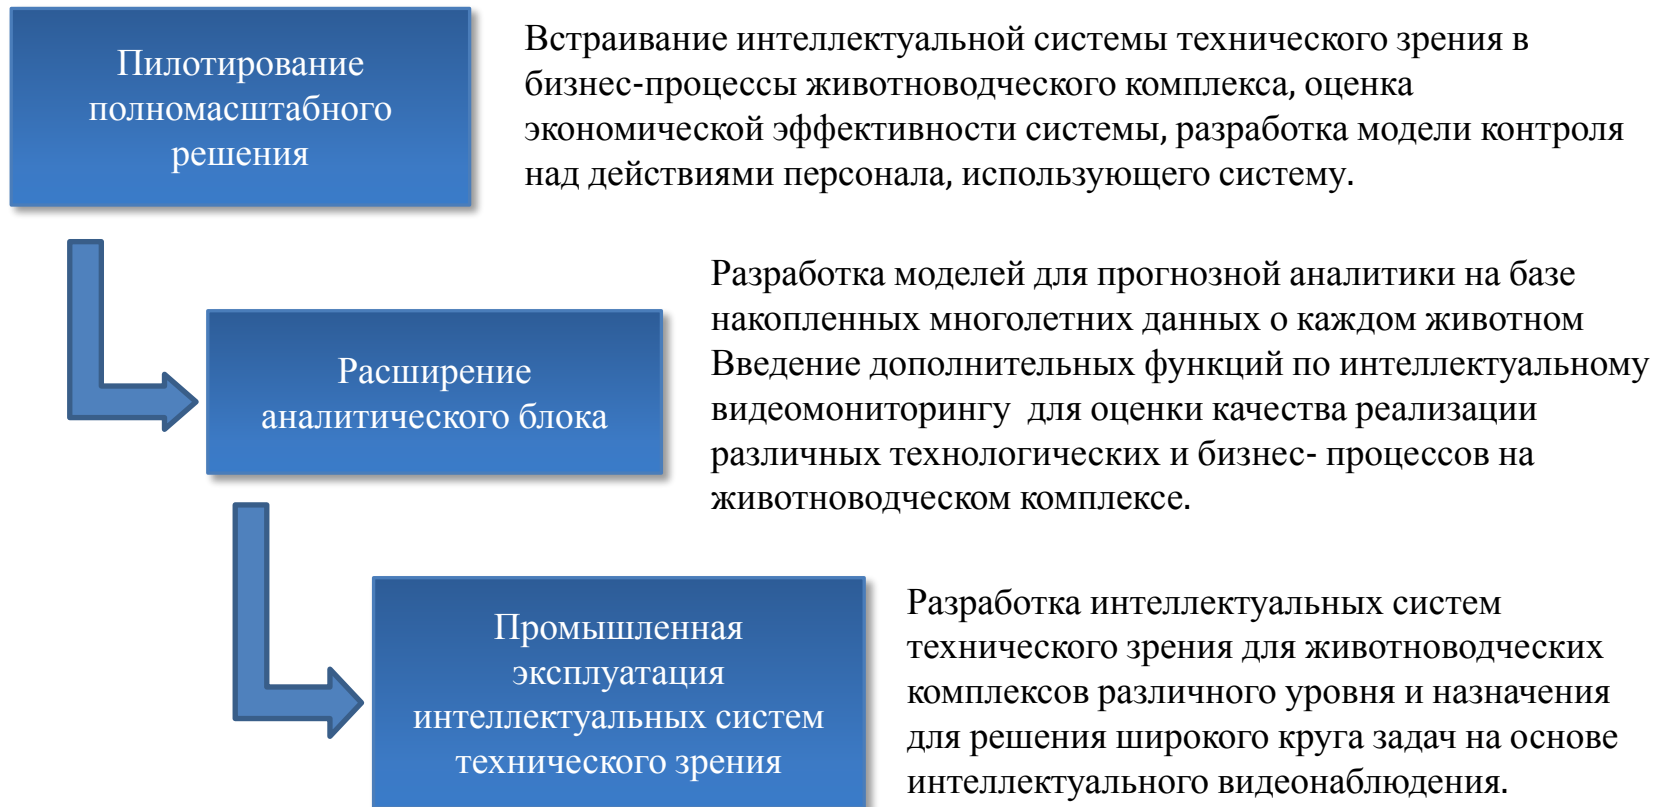 Пилотирование
полномасштабного
решения
Встраивание интеллектуальной системы технического зрения в
бизнес-процессы животноводческого комплекса, оценка
экономической эффективности системы, разработка модели контроля
над действиями персонала, использующего систему.
Расширение
аналитического блока
Разработка моделей для прогнозной аналитики на базе
накопленных многолетних данных о каждом животном
Введение дополнительных функций по интеллектуальному
видеомониторингу для оценки качества реализации
различных технологических и бизнес- процессов на
животноводческом комплексе.
Промышленная
эксплуатация
интеллектуальных систем
технического зрения
Разработка интеллектуальных систем
технического зрения для животноводческих
комплексов различного уровня и назначения
для решения широкого круга задач на основе
интеллектуального видеонаблюдения.